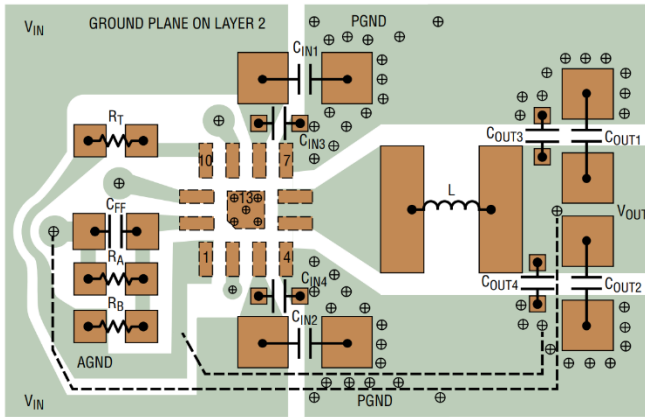 VIN
GROUND PLANE ON LAYER 2
PGND
CIN1
RT
CIN3
COUT3
COUT1
10
7
L
13
CFF
VOUT
RA
1
4
CIN4
COUT4
COUT2
RB
CIN2
AGND
VIN
PGND